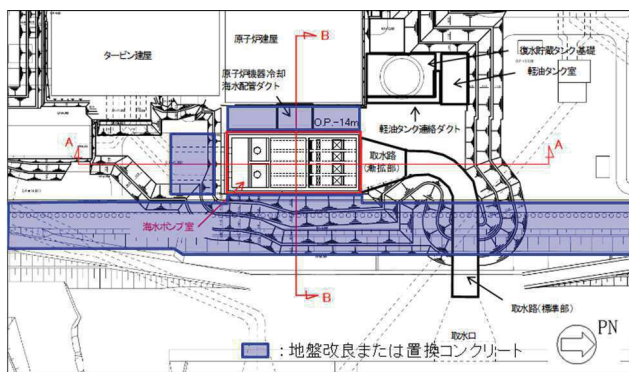 B
原子炉建屋
タービン建屋
復水貯蔵タンク基礎
軽油タンク室
原子炉機器冷却
海水配管ダクト
O.P.-14m
軽油タンク連絡ダクト
A
A
取水路
(漸拡部)
海水ポンプ室
B
取水路(標準部)
取水口
PN
:地盤改良または置換コンクリート